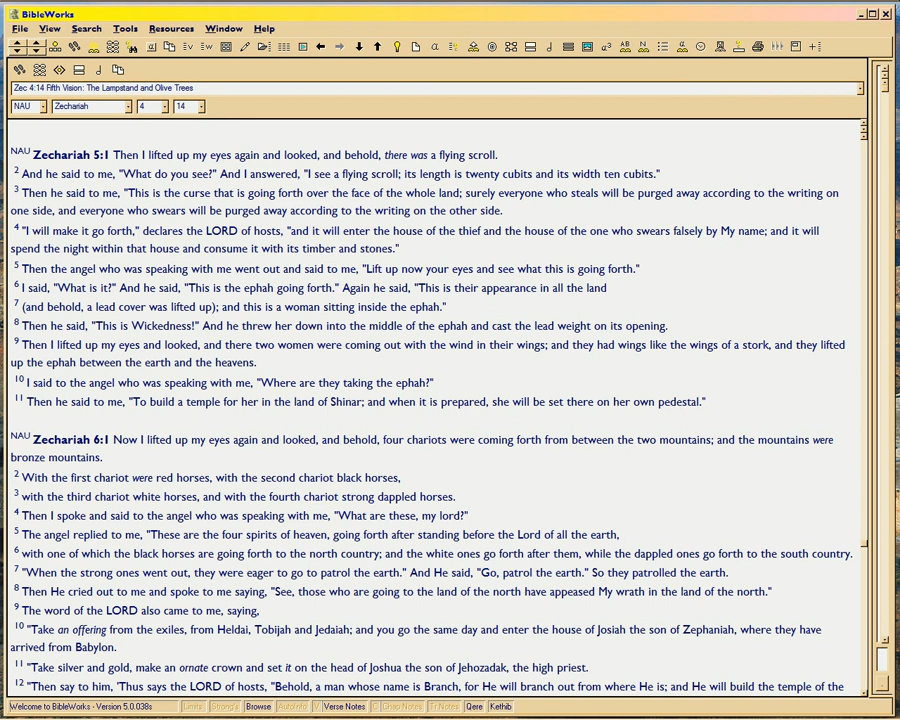 BibleWorks
File View Search Tools Resources Window Help
Zec 4:14 Fifth Vision: The Lampstand and Olive Trees
NAU Zechariah 4 14
NAU Zechariah 5:1 Then I lifted up my eyes again and looked, and behold, there was a flying scroll.
2 And he said to me, "What do you see?" And I answered, "I see a flying scroll; its length is twenty cubits and its width ten cubits."
3 Then he said to me, "This is the curse that is going forth over the face of the whole land; surely everyone who steals will be purged away according to the writing on
one side, and everyone who swears will be purged away according to the writing on the other side.
4 "I will make it go forth," declares the LORD of hosts, "and it will enter the house of the thief and the house of the one who swears falsely by My name; and it will
spend the night within that house and consume it with its timber and stones."
5 Then the angel who was speaking with me went out and said to me, "Lift up now your eyes and see what this is going forth."
6 I said, "What is it?" And he said, "This is the ephah going forth." Again he said, "This is their appearance in all the land
7 (and behold, a lead cover was lifted up); and this is a woman sitting inside the ephah."
8 Then he said, "This is Wickedness!" And he threw her down into the middle of the ephah and cast the lead weight on its opening.
9 Then I lifted up my eyes and looked, and there two women were coming out with the wind in their wings; and they had wings like the wings of a stork, and they lifted
up the ephah between the earth and the heavens.
10 I said to the angel who was speaking with me, "Where are they taking the ephah?"
11 Then he said to me, "To build a temple for her in the land of Shinar; and when it is prepared, she will be set there on her own pedestal."
NAU Zechariah 6:1 Now I lifted up my eyes again and looked, and behold, four chariots were coming forth from between the two mountains; and the mountains were
bronze mountains.
2 With the first chariot were red horses, with the second chariot black horses,
3 with the third chariot white horses, and with the fourth chariot strong dappled horses.
4 Then I spoke and said to the angel who was speaking with me, "What are these, my lord?"
5 The angel replied to me, "These are the four spirits of heaven, going forth after standing before the Lord of all the earth,
6 with one of which the black horses are going forth to the north country; and the white ones go forth after them, while the dappled ones go forth to the south country.
7 "When the strong ones went out, they were eager to go to patrol the earth." And He said, "Go, patrol the earth." So they patrolled the earth.
8 Then He cried out to me and spoke to me saying, "See, those who are going to the land of the north have appeased My wrath in the land of the north."
9 The word of the LORD also came to me, saying,
10 "Take an offering from the exiles, from Heldai, Tobijah and Jedaiah; and you go the same day and enter the house of Josiah the son of Zephaniah, where they have
arrived from Babylon.
11 "Take silver and gold, make an ornate crown and set it on the head of Joshua the son of Jehozadak, the high priest.
12 "Then say to him, 'Thus says the LORD of hosts, "Behold, a man whose name is Branch, for He will branch out from where He is; and He will build the temple of the
Welcome to BibleWorks - Version 5.0.038s Limits Strong's Browse AutoInfo V Verse Notes C Chap Notes Fr.Notes Qere Kethib